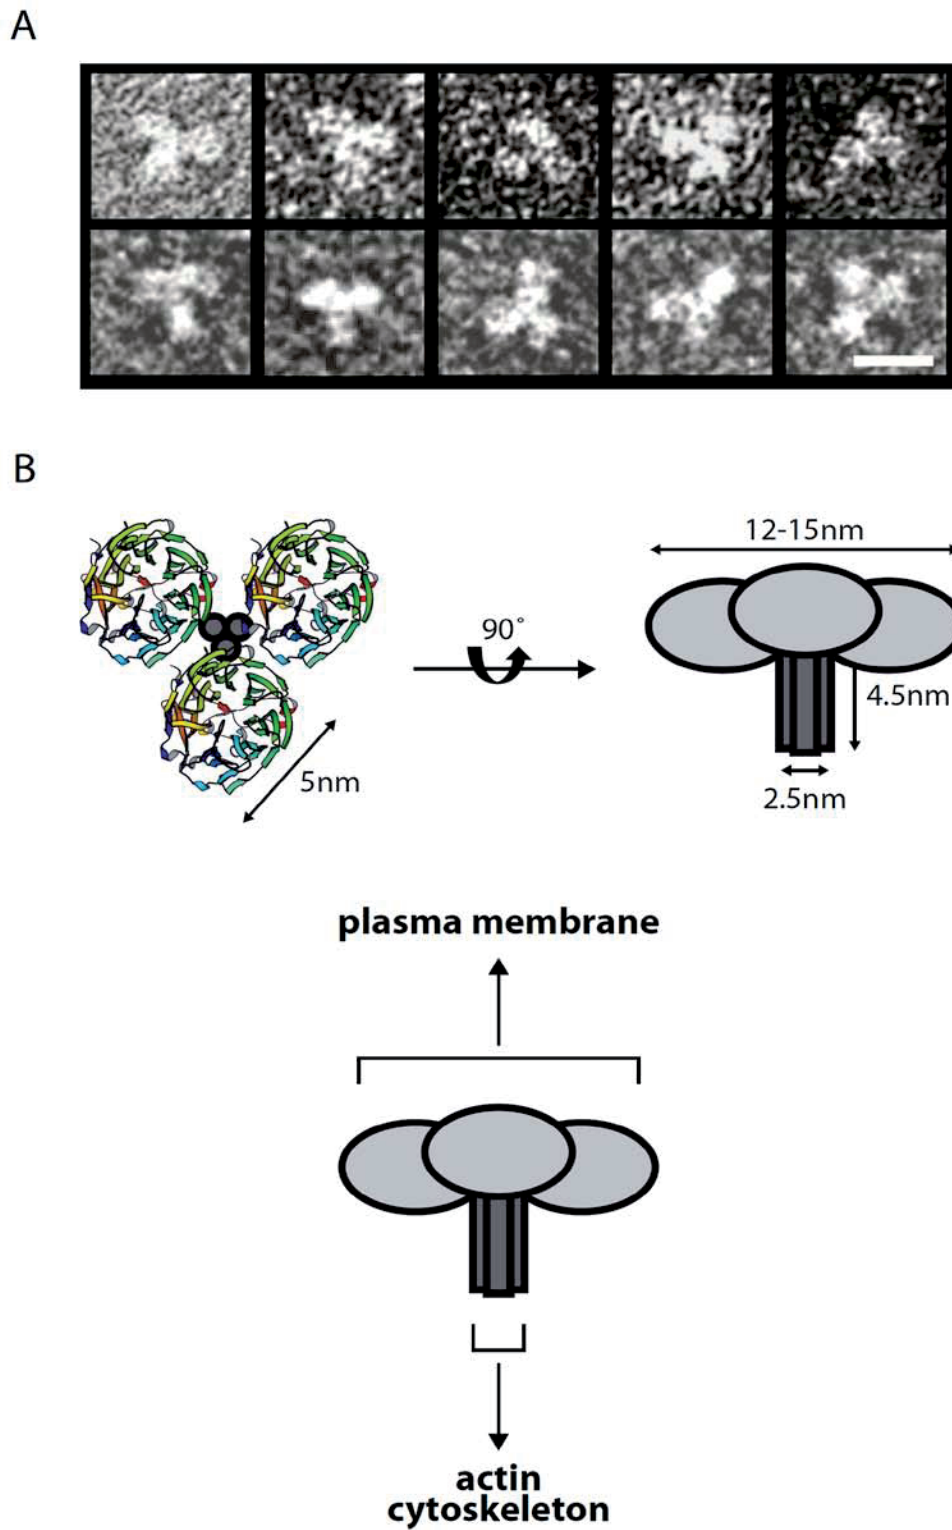 A
B
12-15nm
90°
4.5nm
5nm
2.5nm
plasma membrane
actin
cytoskeleton